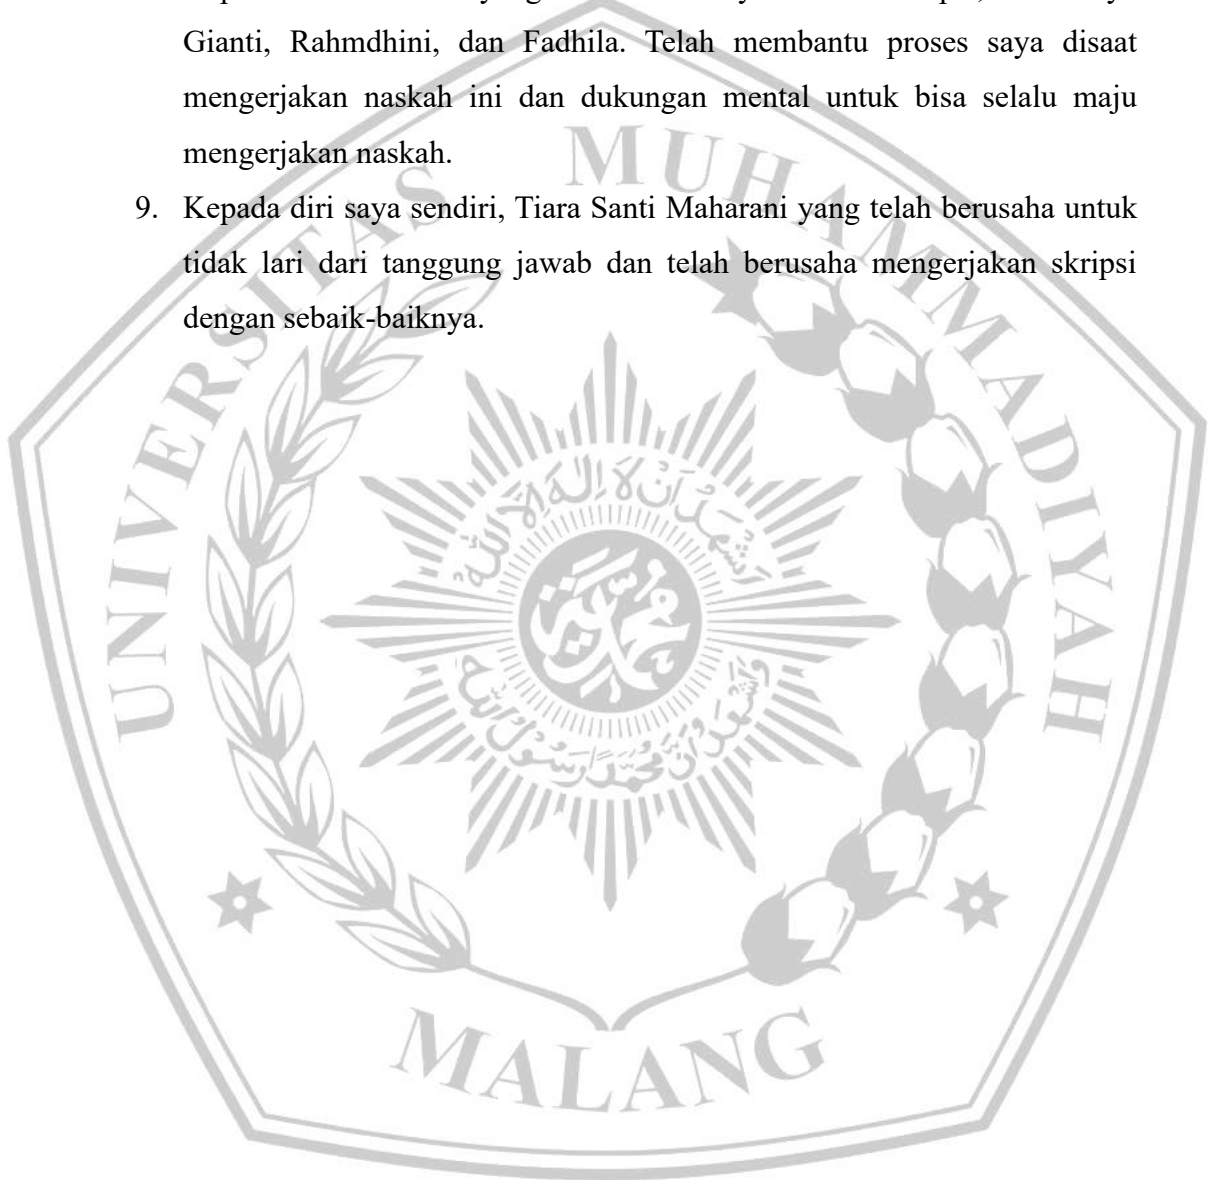 Gianti, Rahmdhini, dan Fadhila. Telah membantu proses saya disaat
mengerjakan naskah ini dan dukungan mental untuk bisa selalu maju
mengerjakan naskah.
9. Kepada diri saya sendiri, Tiara Santi Maharani yang telah berusaha untuk
tidak lari dari tanggung jawab dan telah berusaha mengerjakan skripsi
dengan sebaik-baiknya.
UNIVERSITAS MUHAMMADIYAH
MALANG